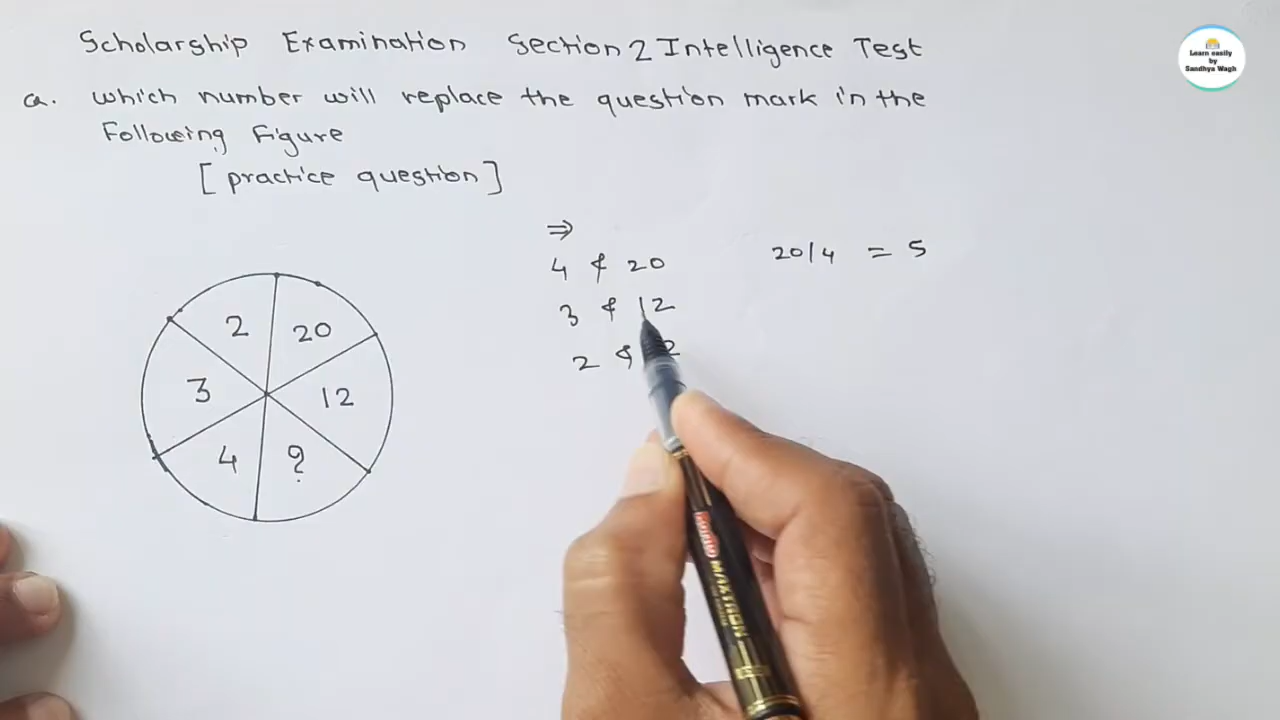 Scholarship Examination Section 2 Intelligence Test
Q. which number will replace the question mark in the
Following Figure
[practice question]
Learn easily
by
Sandhya Wagh
2
20
3
12
4
?
⇒
4 & 20
3 & 12
2 &
20/4 = 5
MAXTRON